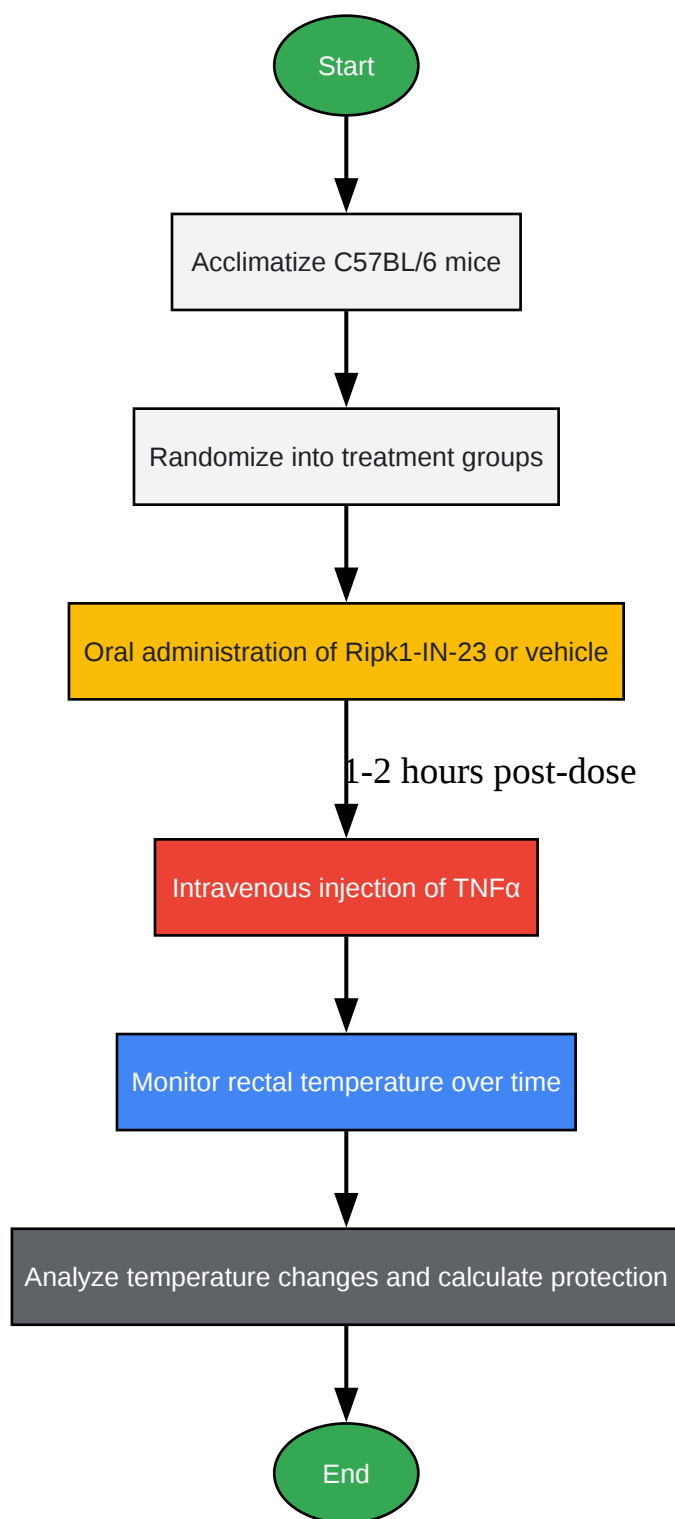 Start
Acclimatize C57BL/6 mice
Randomize into treatment groups
Oral administration of Ripk1-IN-23 or vehicle
1-2 hours post-dose
Intravenous injection of TNFα
Monitor rectal temperature over time
Analyze temperature changes and calculate protection
End